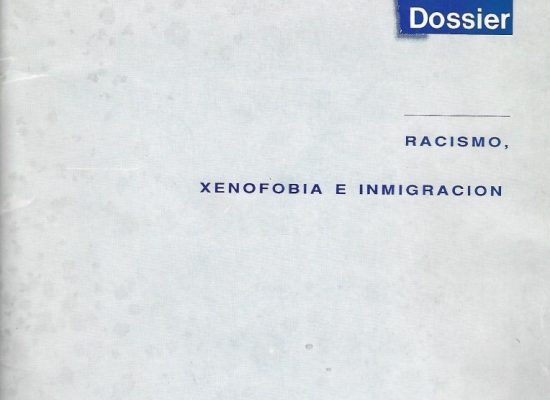 Dossier
RACISMO,
XENOFOBIA E INMIGRACION